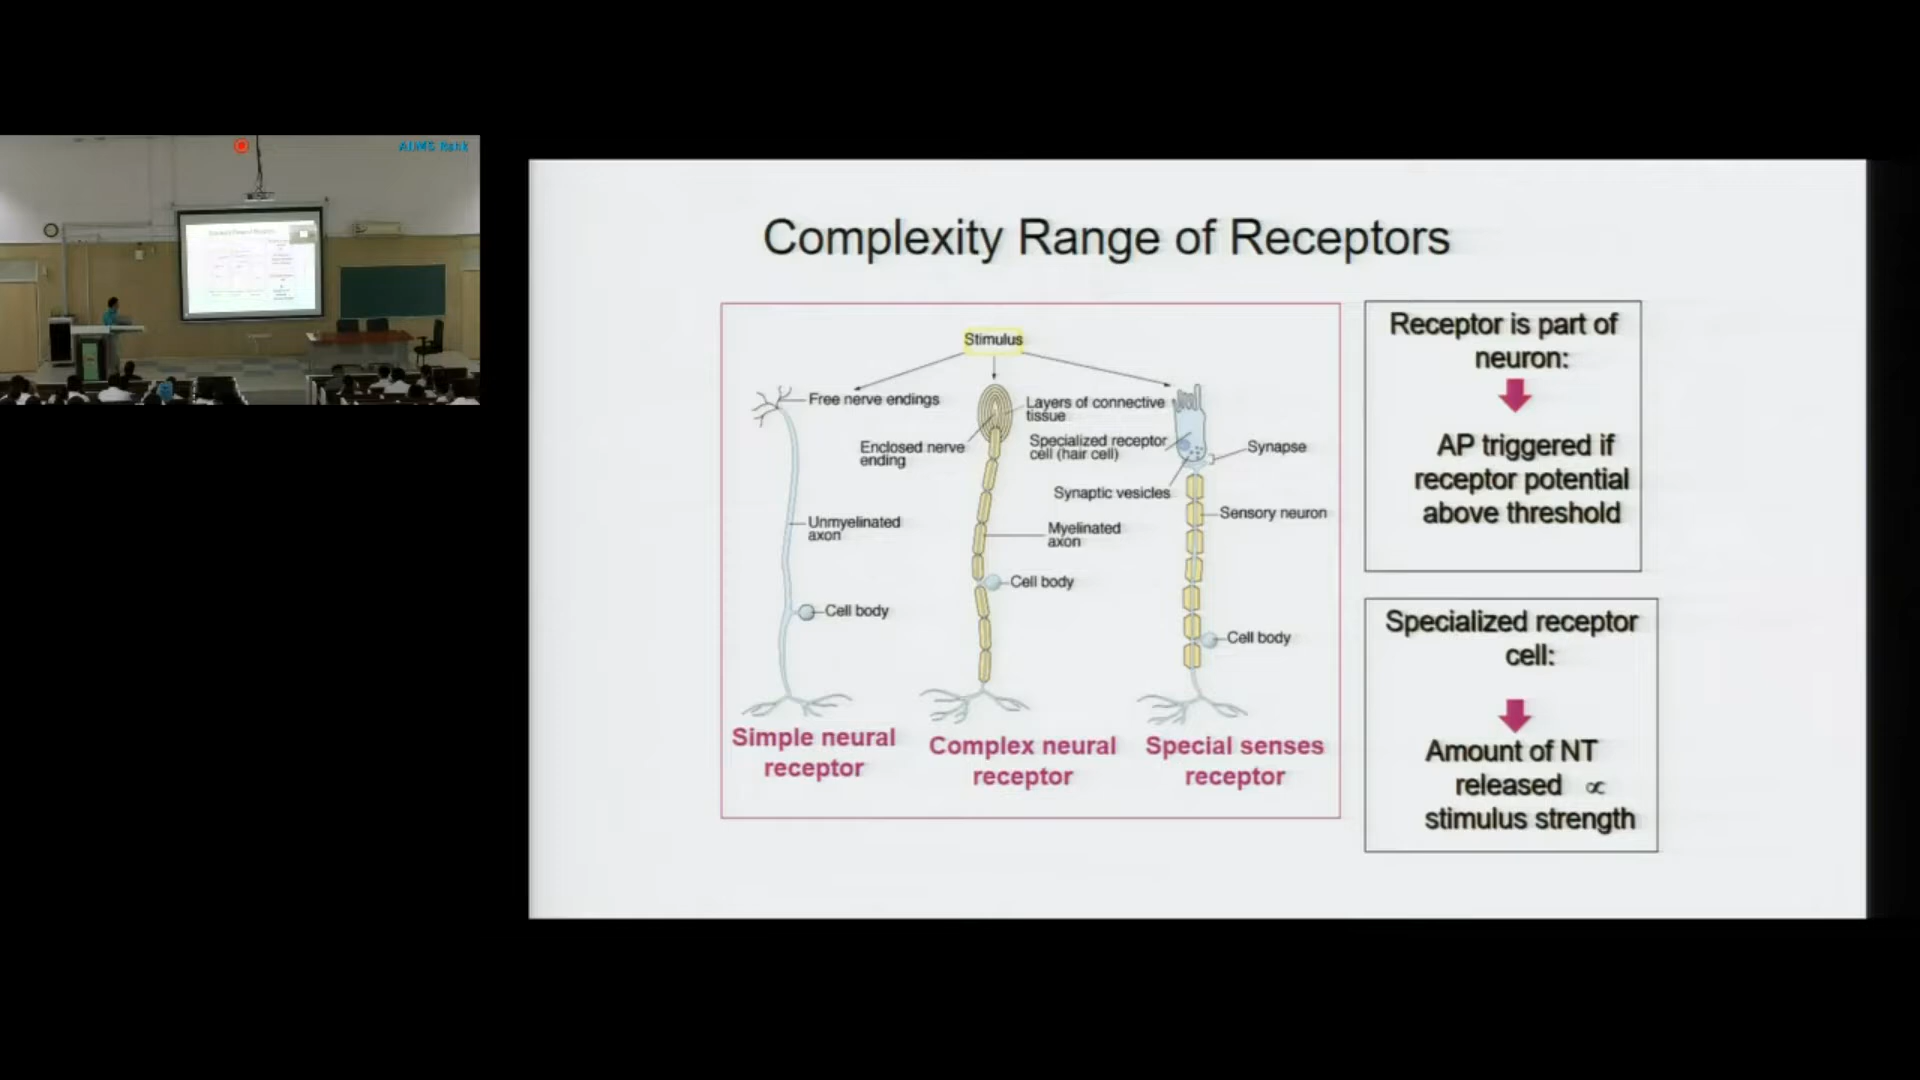 AIIMS Rskk
Complexity Range of Receptors
Stimulus
Free nerve endings
Enclosed nerve
ending
Unmyelinated
axon
Cell body
Simple neural
receptor
Layers of connective
tissue
Specialized receptor
cell (hair cell)
Synaptic vesicles
Myelinated
axon
Cell body
Complex neural
receptor
Synapse
Sensory neuron
Cell body
Special senses
receptor
Receptor is part of
neuron:
AP triggered if
receptor potential
above threshold
Specialized receptor
cell:
Amount of NT
released ∝
stimulus strength